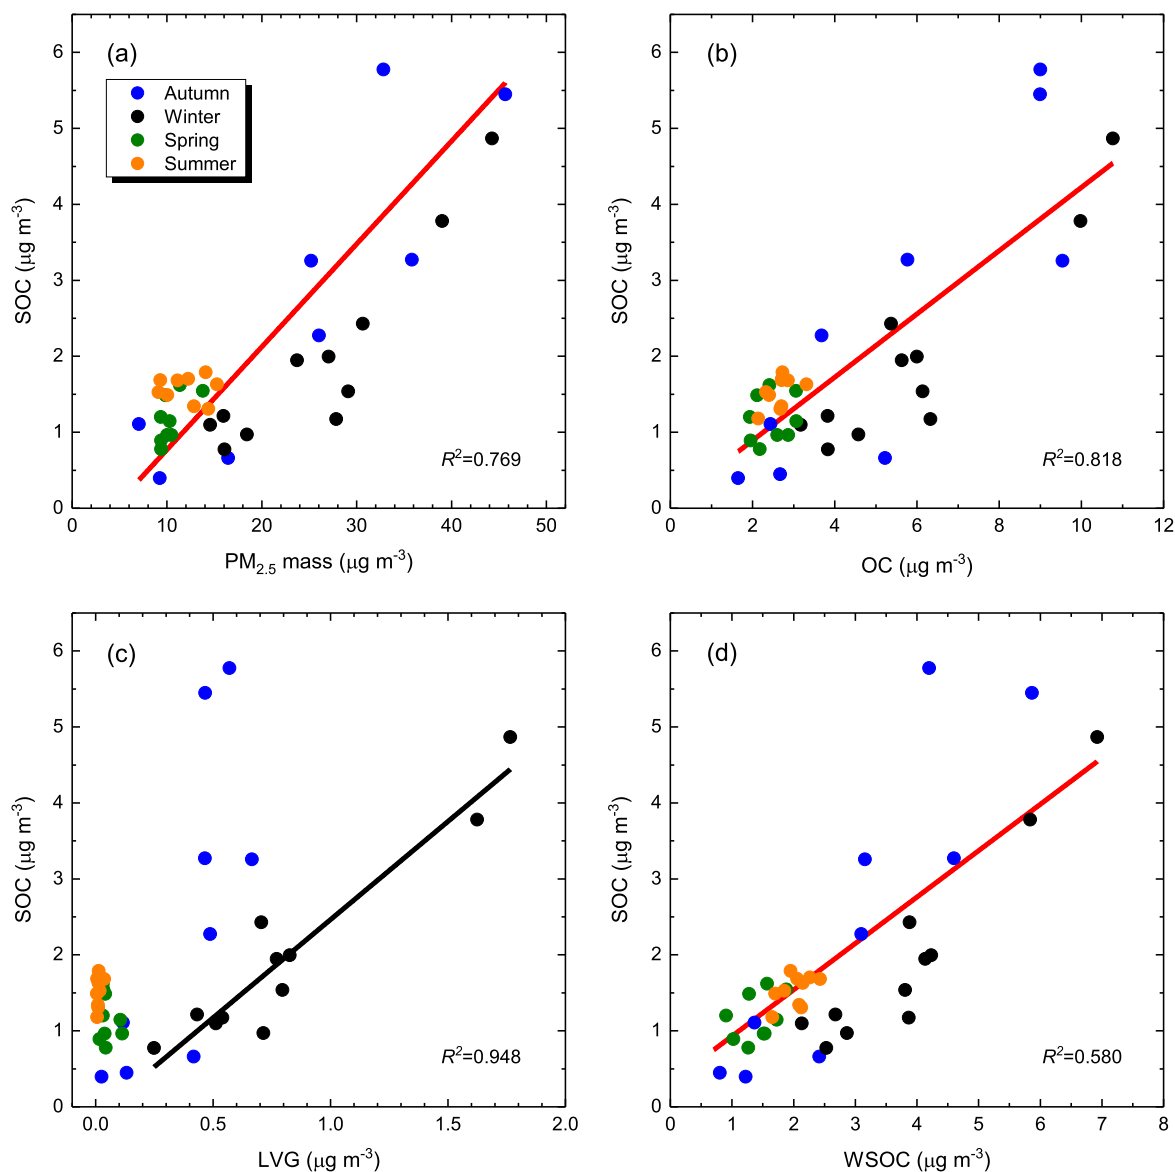 (a)
Autumn
Winter
Spring
Summer
6
5
4
3
2
1
0
SOC (μg m⁻³)
R²=0.769
0 10 20 30 40 50
PM₂.₅ mass (μg m⁻³)
(b)
6
5
4
3
2
1
0
SOC (μg m⁻³)
R²=0.818
0 2 4 6 8 10 12
OC (μg m⁻³)
(c)
6
5
4
3
2
1
0
SOC (μg m⁻³)
R²=0.948
0.0 0.5 1.0 1.5 2.0
LVG (μg m⁻³)
(d)
6
5
4
3
2
1
0
SOC (μg m⁻³)
R²=0.580
0 1 2 3 4 5 6 7 8
WSOC (μg m⁻³)